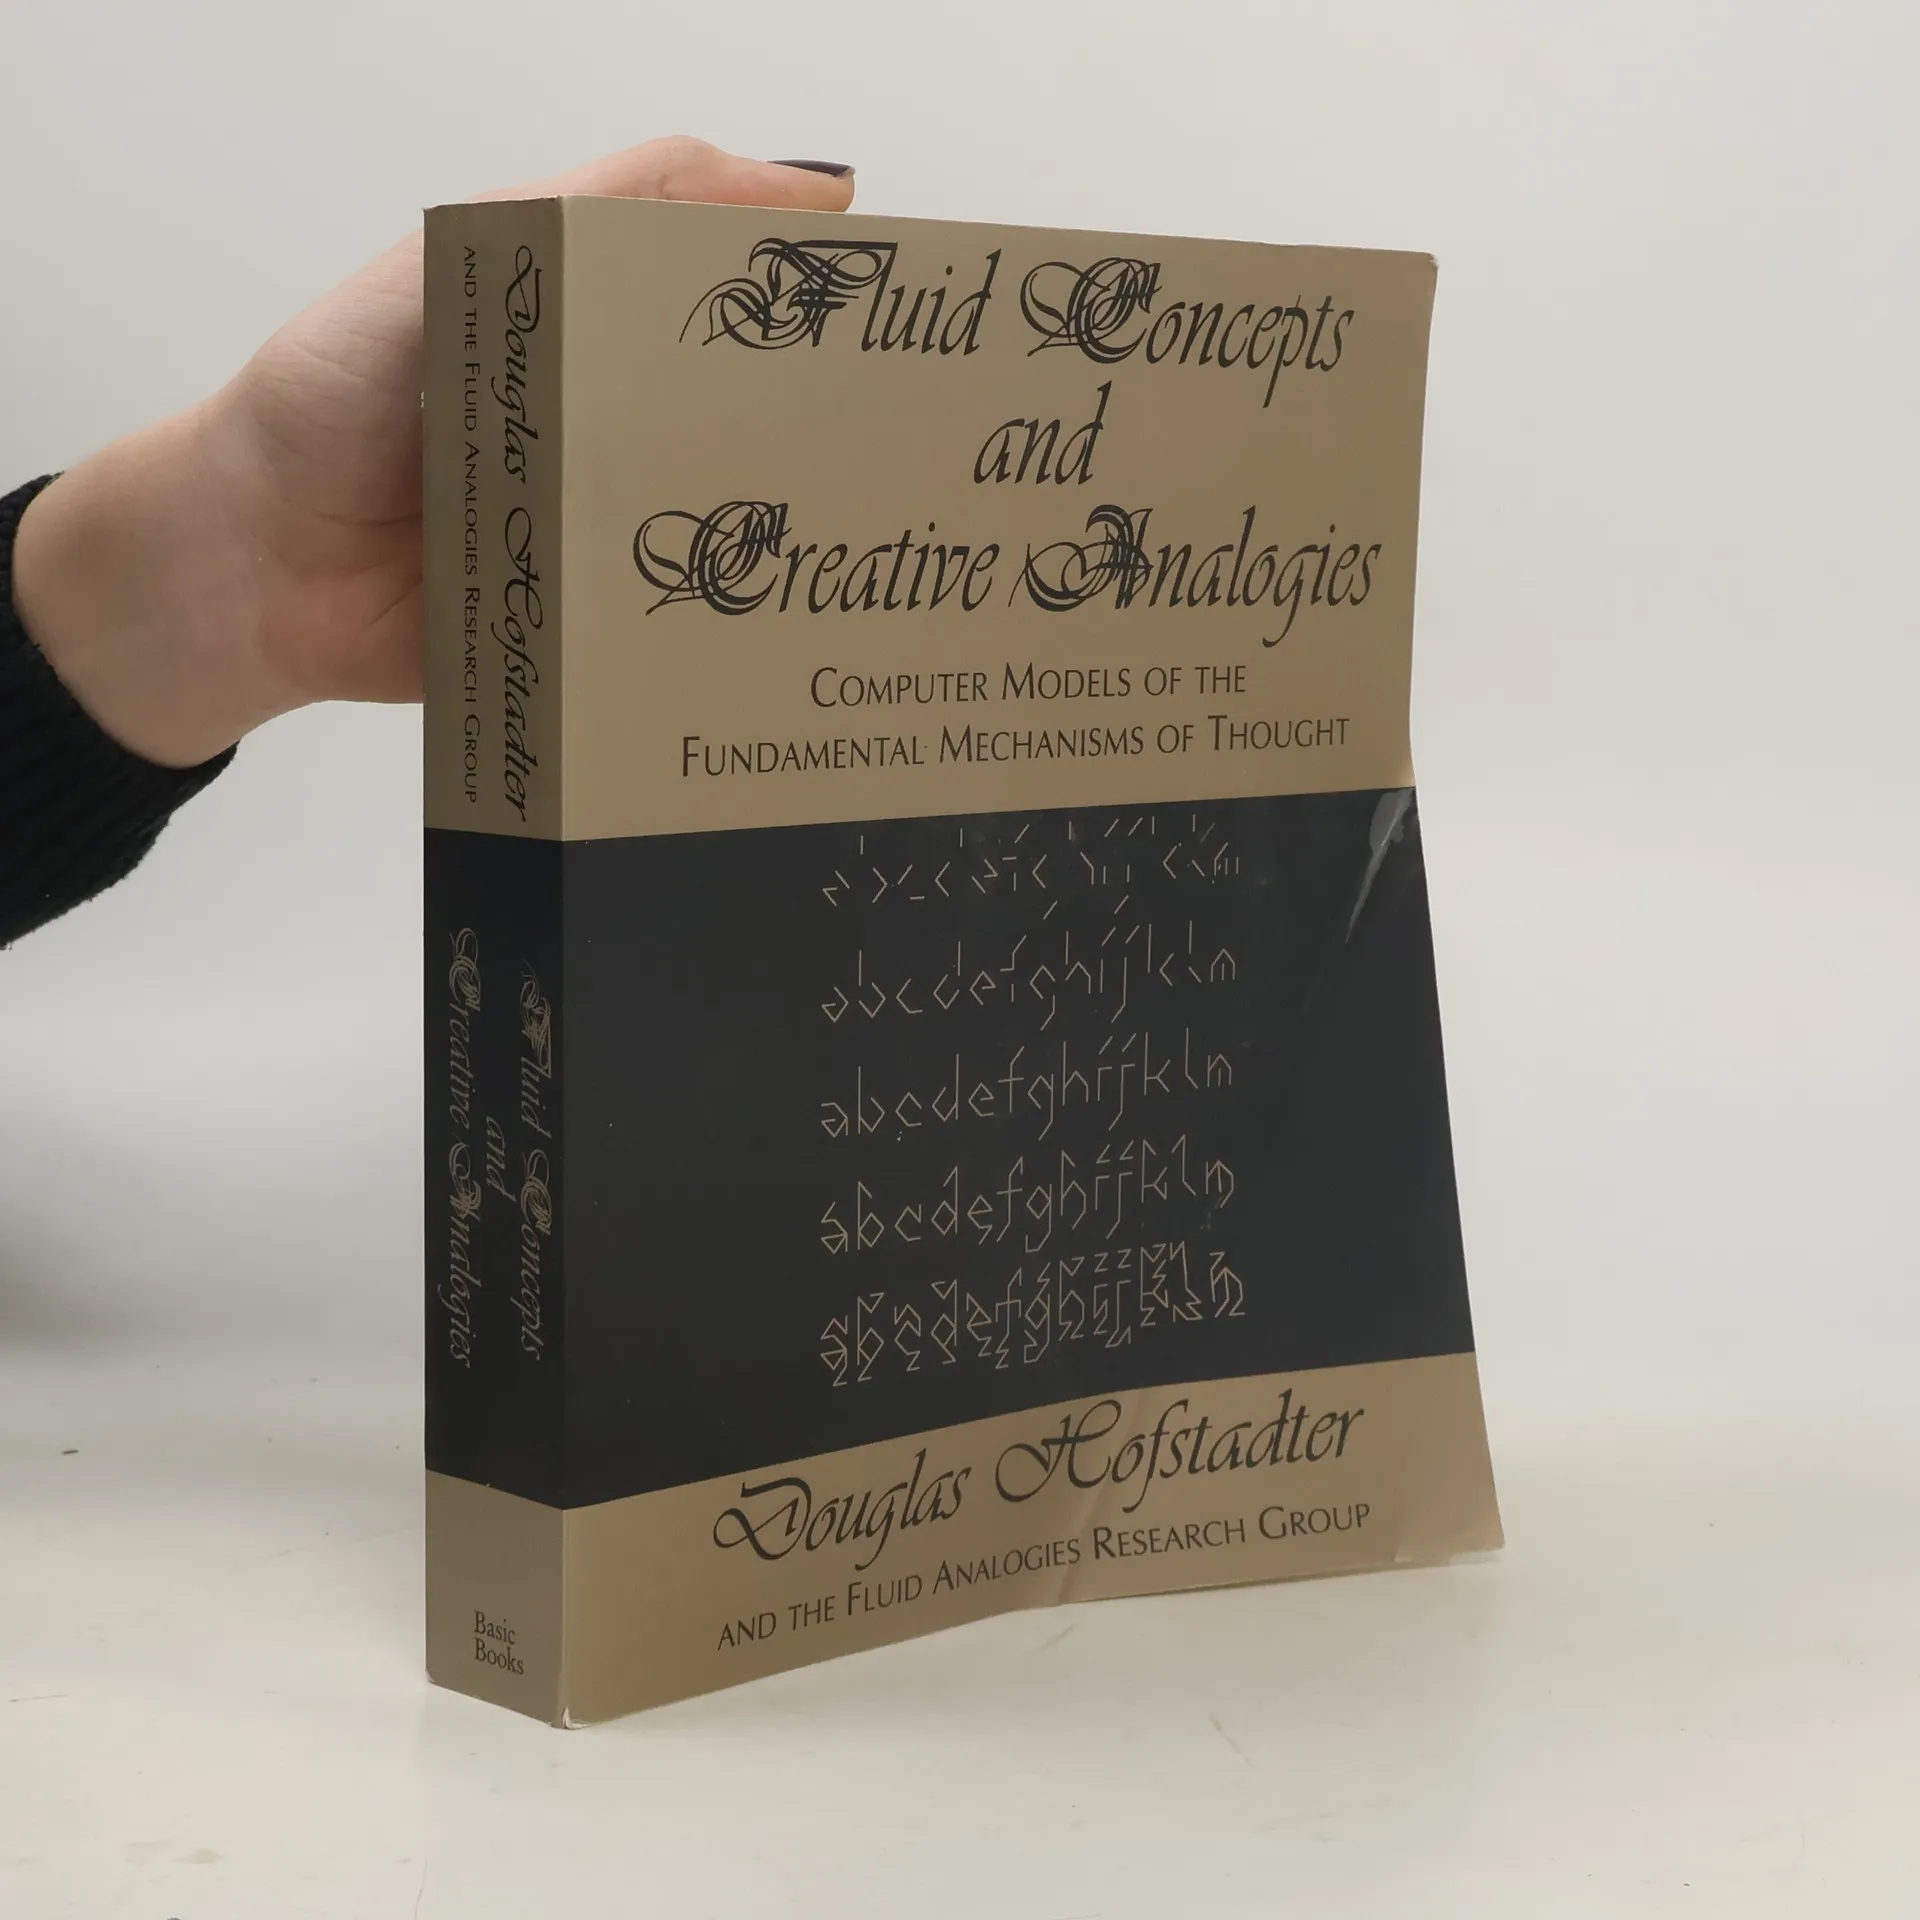 Douglas Hofstadter
AND THE FLUID ANALOGIES RESEARCH GROUP
Fluid Concepts
and
Creative Analogies
Basic
Books
Fluid Concepts
and
Creative Analogies
COMPUTER MODELS OF THE
FUNDAMENTAL MECHANISMS OF THOUGHT
abcdefghijklm
abcdefghijklm
abcdefghijklm
abcdefghijklm
Douglas Hofstadter
AND THE FLUID ANALOGIES RESEARCH GROUP